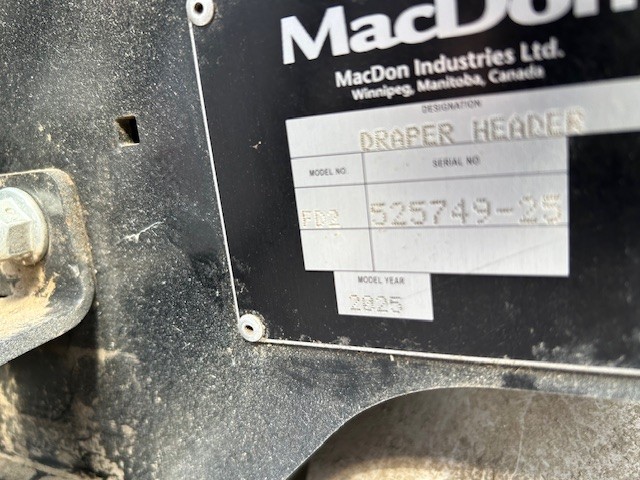 MacDon
MacDon Industries Ltd.
Winnipeg, Manitoba, Canada
DESIGNATION
DRAPER HEADER
MODEL NO. SERIAL NO
FD2 525749-25
MODEL YEAR
2025